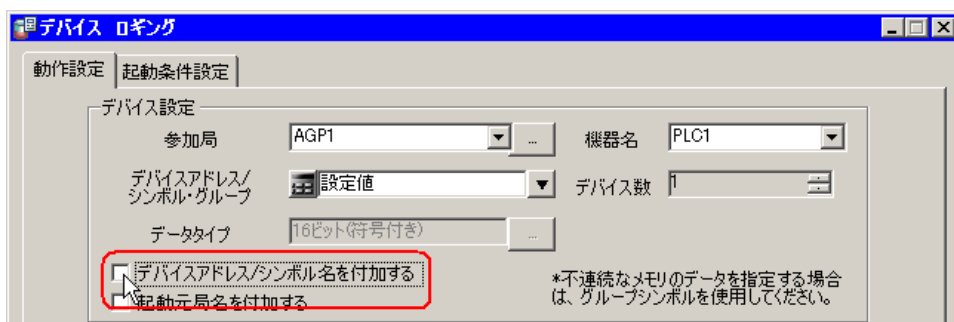 デバイス ロギング
動作設定 起動条件設定
デバイス設定
参加局 AGP1 ... 機器名 PLC1
デバイスアドレス/
シンボル・グループ 設定値 デバイス数 1
データタイプ 16ビット(符号付き) ...
デバイスアドレス/シンボル名を付加する
起動元局名を付加する
*不連続なメモリのデータを指定する場合
は、グループシンボルを使用してください。